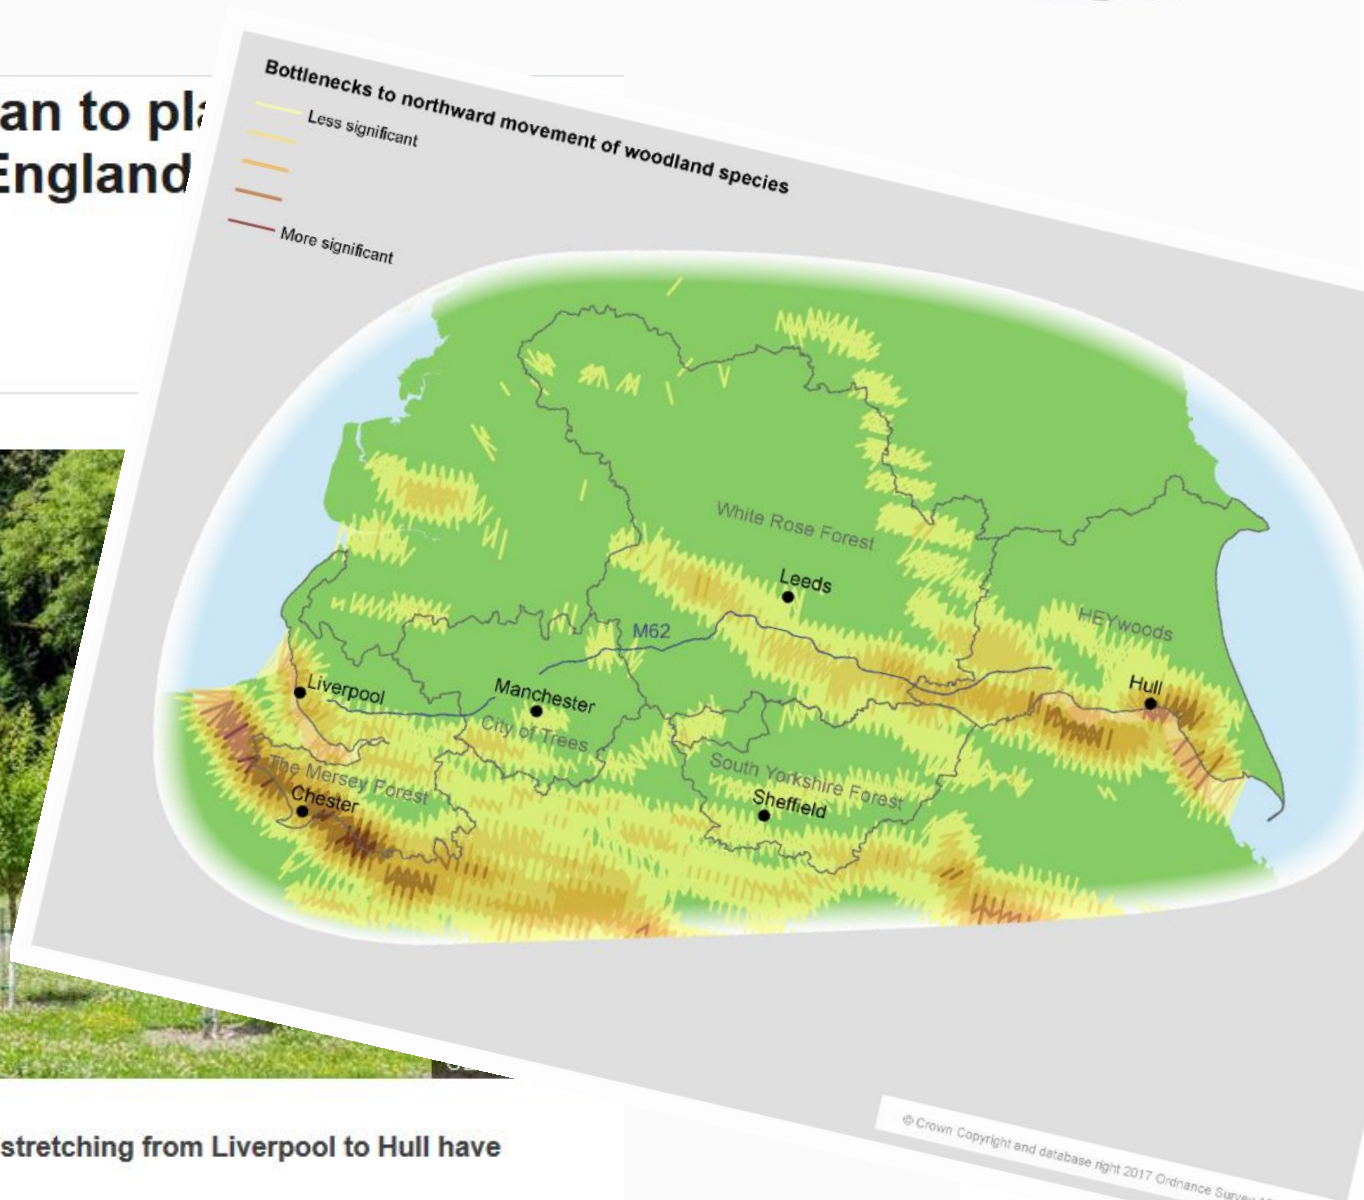 an to pla
England
Bottlenecks to northward movement of woodland species
Less significant
More significant
White Rose Forest
Leeds
M62
HEYwoods
Hull
Liverpool
Manchester
City of Trees
The Mersey Forest
Chester
South Yorkshire Forest
Sheffield
© Crown Copyright and database right 2017 Ordnance Survey
stretching from Liverpool to Hull have